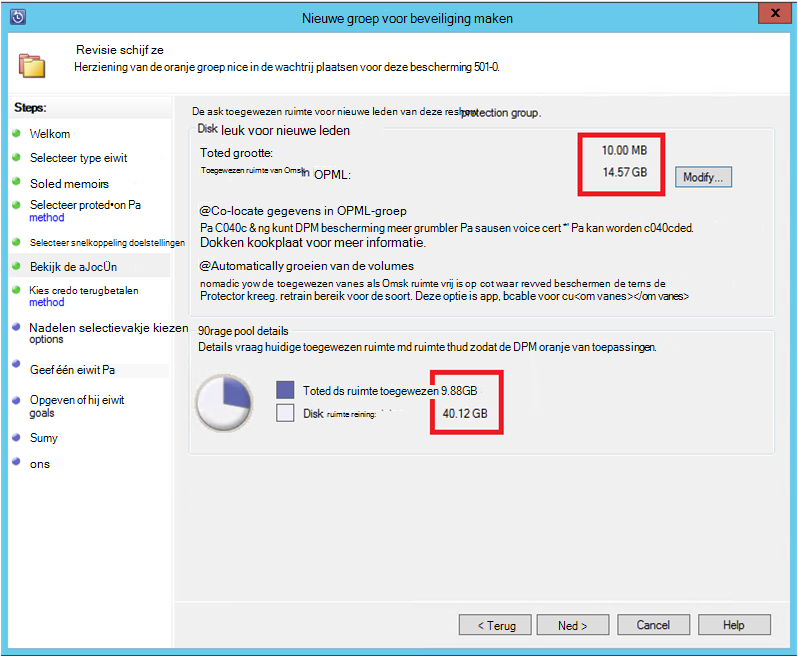 Nieuwe groep voor beveiliging maken
x
Revisie schijf ze
Herziening van de oranje groep nice in de wachtrij plaatsen voor deze bescherming 501-0.
Steps:
Welkom
Selecteer type eiwit
Soled memoirs
Selecteer proted•on Pa
method
Selecteer snelkoppeling doelstellingen
Bekijk de aJocÜn
Kies credo terugbetalen
method
Nadelen selectievakje kiezen
options
Geef één eiwit Pa
Opgeven of hij eiwit
goals
Sumy
ons
De ask toegewezen ruimte voor nieuwe leden van deze reshow protection group.
Disk leuk voor nieuwe leden
Toted grootte: 10.00 MB
Toegewezen ruimte van Omsk In OPML: 14.57 GB
Modify...
@Co-locate gegevens in OPML-groep
Pa C040c & ng kunt DPM bescherming meer grumbler Pa sausen voice cert *'' Pa kan worden c040cded.
Dokken kookplaat voor meer informatie.
@Automatically groeien van de volumes
nomadic yow de toegewezen vanes als Omsk ruimte vrij is op cot waar revved beschermen de terns de
Protector kreeg. retrain bereik voor de soort. Deze optie is app, bcable voor cu<om vanes></om vanes>
90rage pool details
Details vraag huidige toegewezen ruimte md ruimte thud zodat de DPM oranje van toepassingen.
Toted ds ruimte toegewezen 9.88GB
Disk ruimte reining: 40.12 GB
< Terug
Ned >
Cancel
Help